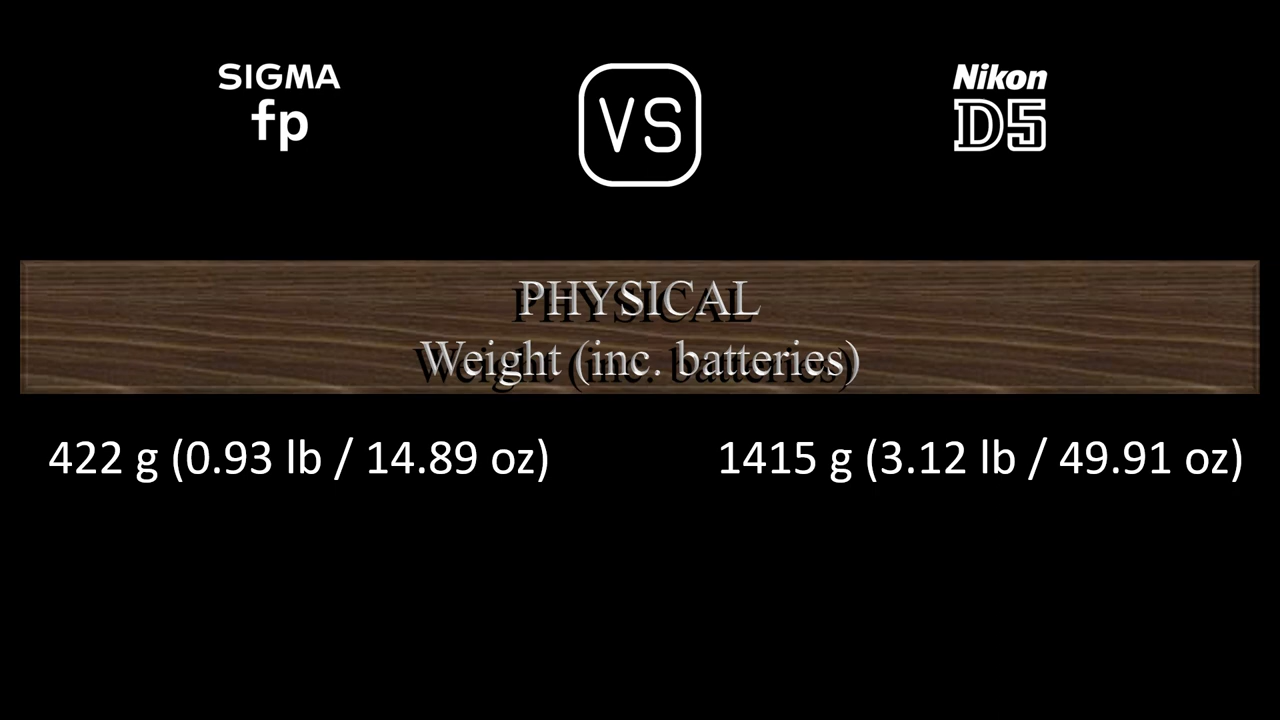 SIGMA
fp
VS
Nikon
D5
PHYSICAL
Weight (inc. batteries)
422 g (0.93 lb / 14.89 oz)
1415 g (3.12 lb / 49.91 oz)